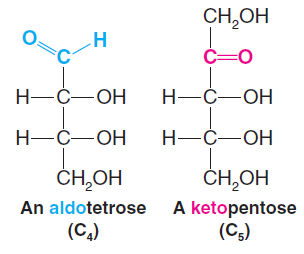 CH₂OH
O H
C C=O
H—C—OH H—C—OH
H—C—OH H—C—OH
CH₂OH CH₂OH
An aldotetrose A ketopentose
(C₄) (C₅)